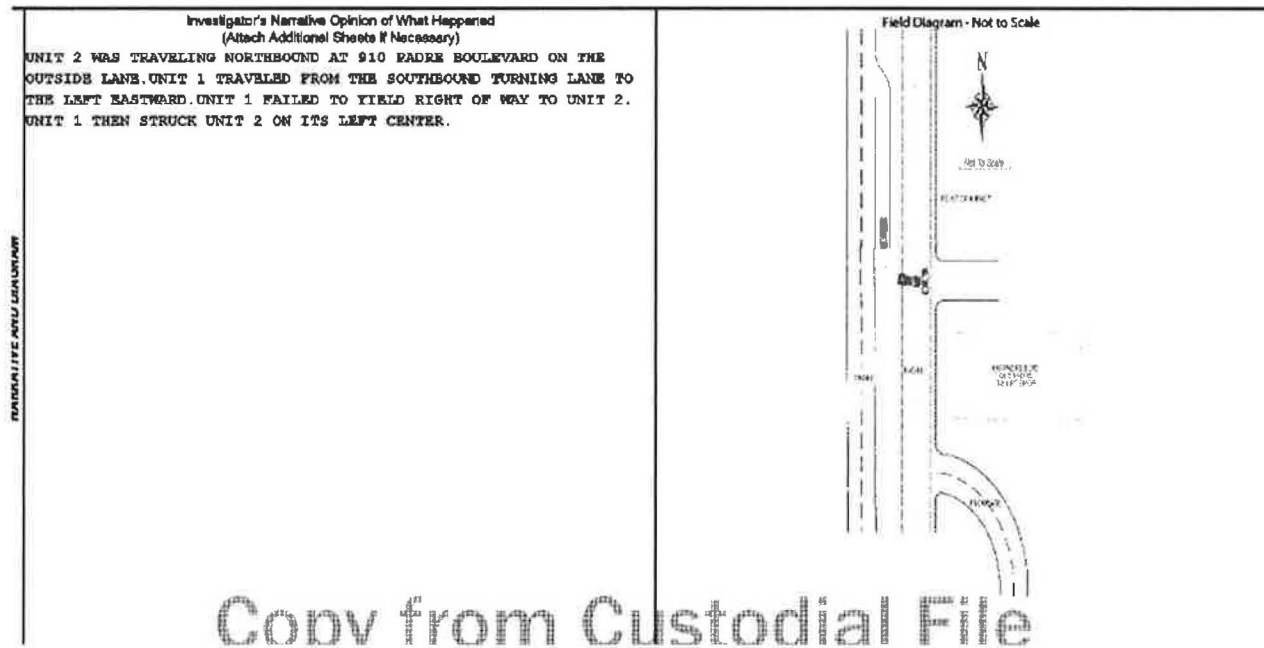 Investigator's Narrative Opinion of What Happened
(Attach Additional Sheets If Necessary)
UNIT 2 WAS TRAVELING NORTHBOUND AT 910 PADRE BOULEVARD ON THE
OUTSIDE LANE.UNIT 1 TRAVELED FROM THE SOUTHBOUND TURNING LANE TO
THE LEFT EASTWARD.UNIT 1 FAILED TO YIELD RIGHT OF WAY TO UNIT 2.
UNIT 1 THEN STRUCK UNIT 2 ON ITS LEFT CENTER.
NARRATIVE AND DIAGRAM
Field Diagram - Not to Scale
N
Not To Scale
Copy from Custodial File